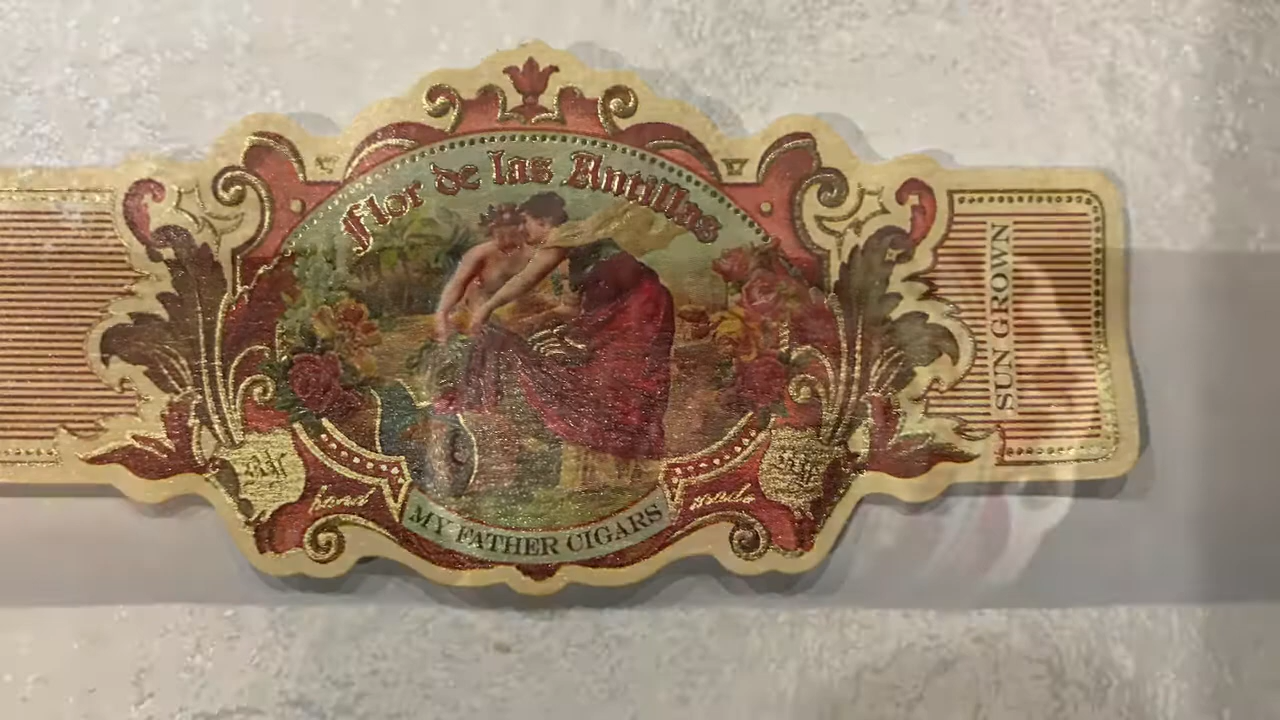 Flor de las Antillas
SUN GROWN
hand
made
MY FATHER CIGARS